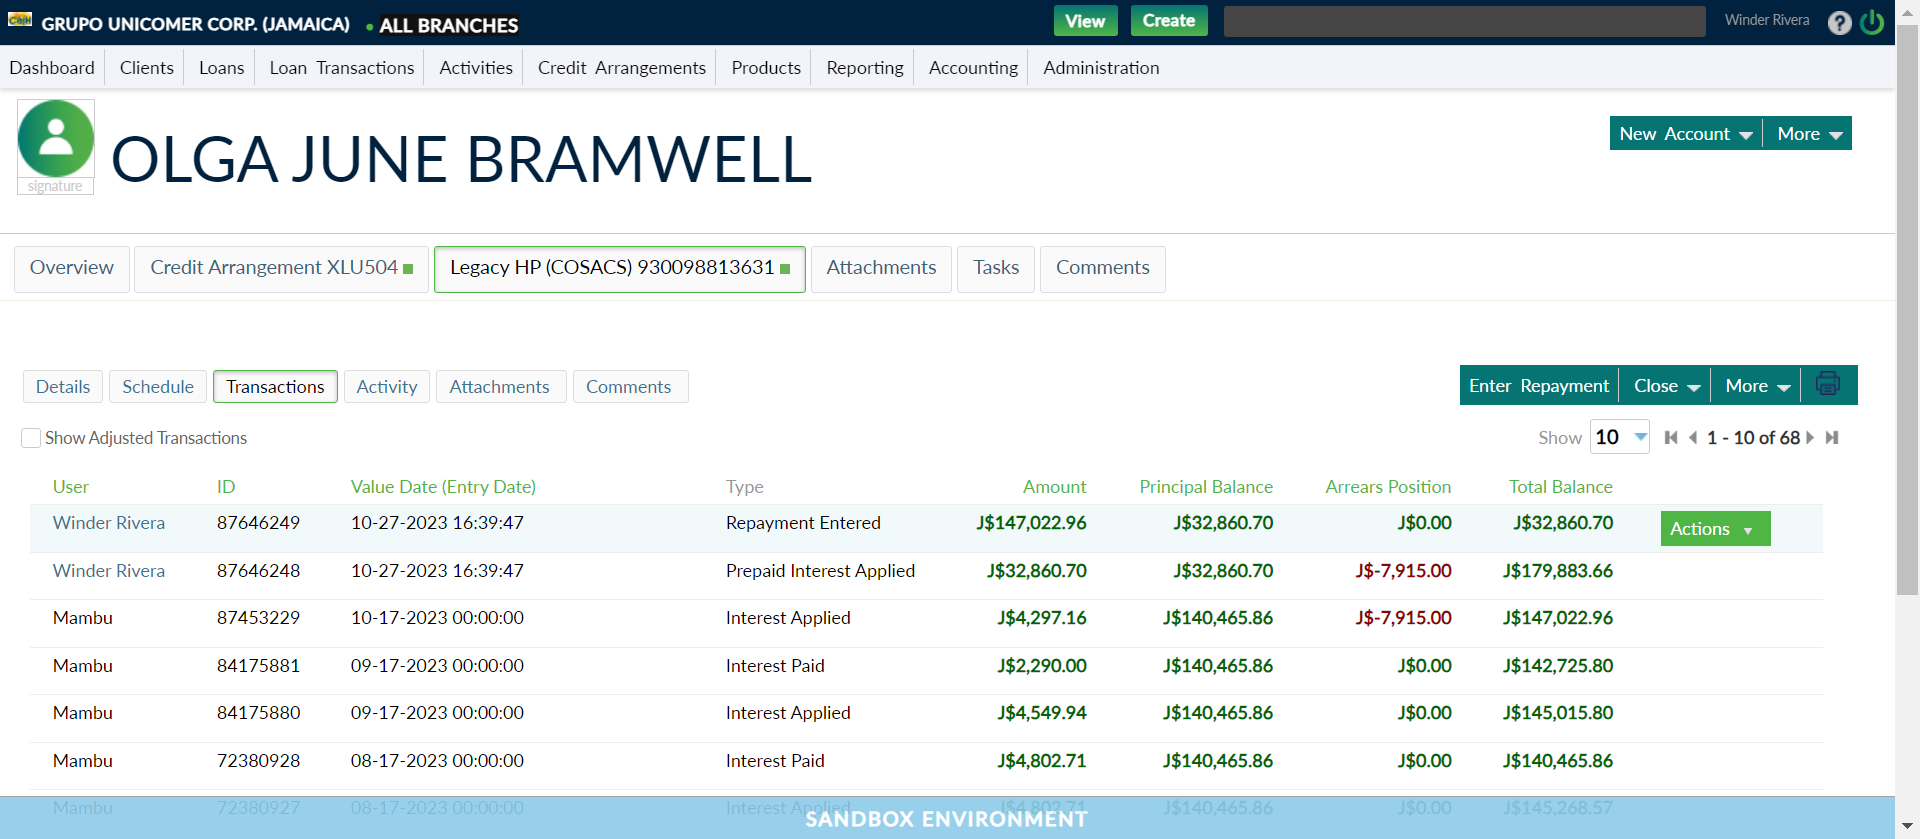 Cash
GRUPO UNICOMER CORP. (JAMAICA) • ALL BRANCHES View Create Winder Rivera ?
Dashboard Clients Loans Loan Transactions Activities Credit Arrangements Products Reporting Accounting Administration
OLGA JUNE BRAMWELL
signature
New Account More
Overview Credit Arrangement XLU504 Legacy HP (COSACS) 930098813631 Attachments Tasks Comments
Details Schedule Transactions Activity Attachments Comments Enter Repayment Close More
Show Adjusted Transactions Show 10 1 - 10 of 68
User ID Value Date (Entry Date) Type Amount Principal Balance Arrears Position Total Balance
Winder Rivera 87646249 10-27-2023 16:39:47 Repayment Entered J$147,022.96 J$32,860.70 J$0.00 J$32,860.70 Actions
Winder Rivera 87646248 10-27-2023 16:39:47 Prepaid Interest Applied J$32,860.70 J$32,860.70 J$-7,915.00 J$179,883.66
Mambu 87453229 10-17-2023 00:00:00 Interest Applied J$4,297.16 J$140,465.86 J$-7,915.00 J$147,022.96
Mambu 84175881 09-17-2023 00:00:00 Interest Paid J$2,290.00 J$140,465.86 J$0.00 J$142,725.80
Mambu 84175880 09-17-2023 00:00:00 Interest Applied J$4,549.94 J$140,465.86 J$0.00 J$145,015.80
Mambu 72380928 08-17-2023 00:00:00 Interest Paid J$4,802.71 J$140,465.86 J$0.00 J$140,465.86
Mambu 72380927 08-17-2023 00:00:00 Interest Applied J$4,802.71 J$140,465.86 J$0.00 J$145,268.57
SANDBOX ENVIRONMENT